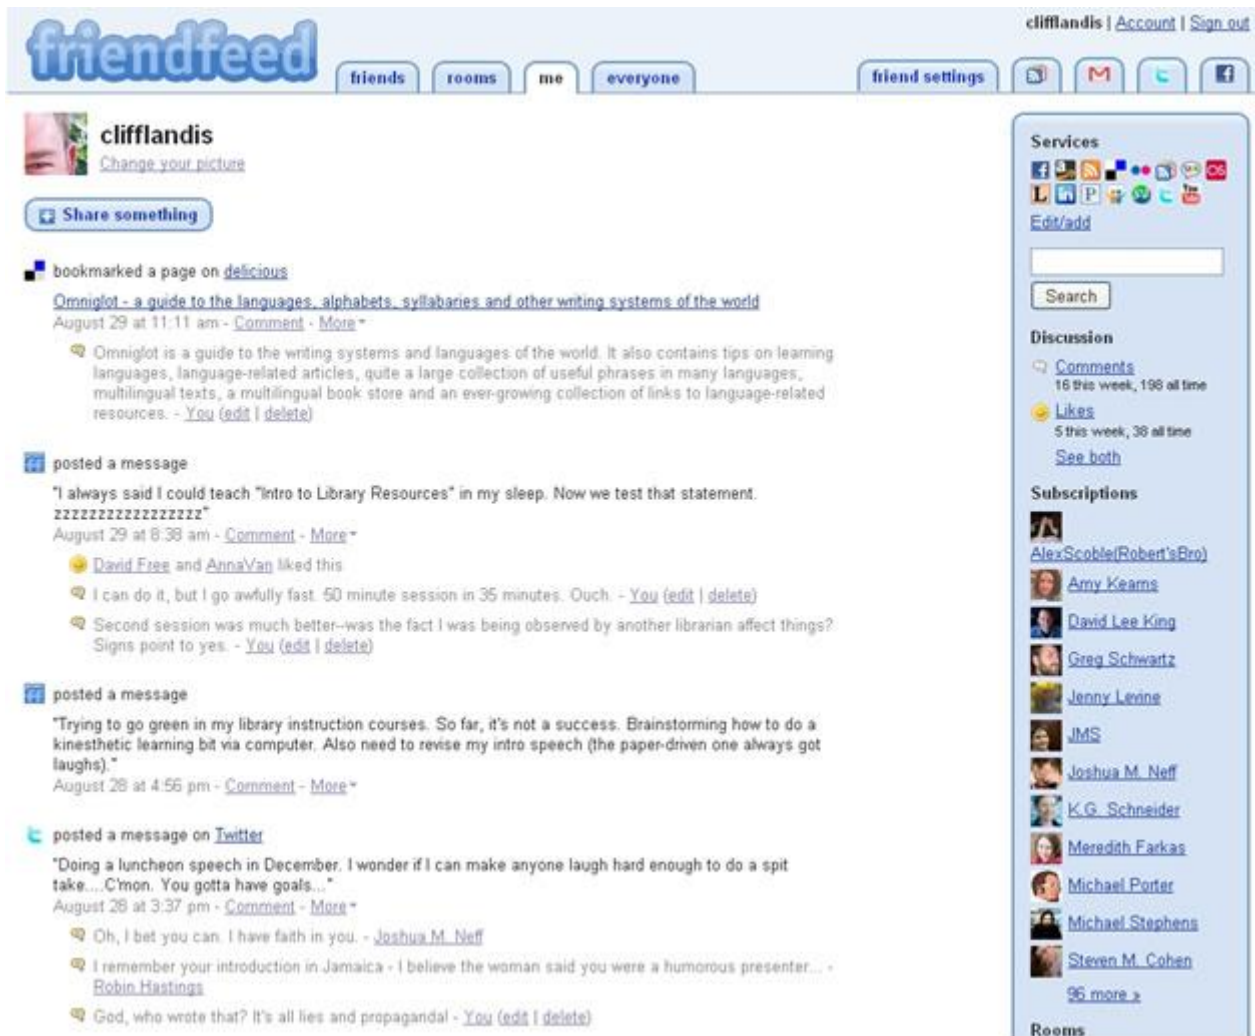 clifflandis | Account | Sign out
friendfeed
friends
rooms
me
everyone
friend settings
clifflandis
Change your picture
Share something
bookmarked a page on delicious
Omniglot - a guide to the languages, alphabets, syllabaries and other writing systems of the world
August 29 at 11:11 am - Comment - More
Omniglot is a guide to the writing systems and languages of the world. It also contains tips on learning
languages, language-related articles, quite a large collection of useful phrases in many languages,
multilingual texts, a multilingual book store and an ever-growing collection of links to language-related
resources. - You (edit | delete)
posted a message
"I always said I could teach "Intro to Library Resources" in my sleep. Now we test that statement.
zzzzzzzzzzzzzzzzz"
August 29 at 8:38 am - Comment - More
David Free and AnnaVan liked this
I can do it, but I go awfully fast. 50 minute session in 35 minutes. Ouch. - You (edit | delete)
Second session was much better--was the fact I was being observed by another librarian affect things?
Signs point to yes. - You (edit | delete)
posted a message
"Trying to go green in my library instruction courses. So far, it's not a success. Brainstorming how to do a
kinesthetic learning bit via computer. Also need to revise my intro speech (the paper-driven one always got
laughs)."
August 28 at 4:56 pm - Comment - More
posted a message on Twitter
"Doing a luncheon speech in December. I wonder if I can make anyone laugh hard enough to do a spit
take....C'mon. You gotta have goals..."
August 28 at 3:37 pm - Comment - More
Oh, I bet you can. I have faith in you. - Joshua M. Neff
I remember your introduction in Jamaica - I believe the woman said you were a humorous presenter... -
Robin Hastings
God, who wrote that? It's all lies and propaganda! - You (edit | delete)
Services
Edit/add
Search
Discussion
Comments
16 this week, 198 all time
Likes
5 this week, 38 all time
See both
Subscriptions
AlexScoble(Robert'sBro)
Amy Kearns
David Lee King
Greg Schwartz
Jenny Levine
JMS
Joshua M. Neff
K.G. Schneider
Meredith Farkas
Michael Porter
Michael Stephens
Steven M. Cohen
96 more »
Rooms